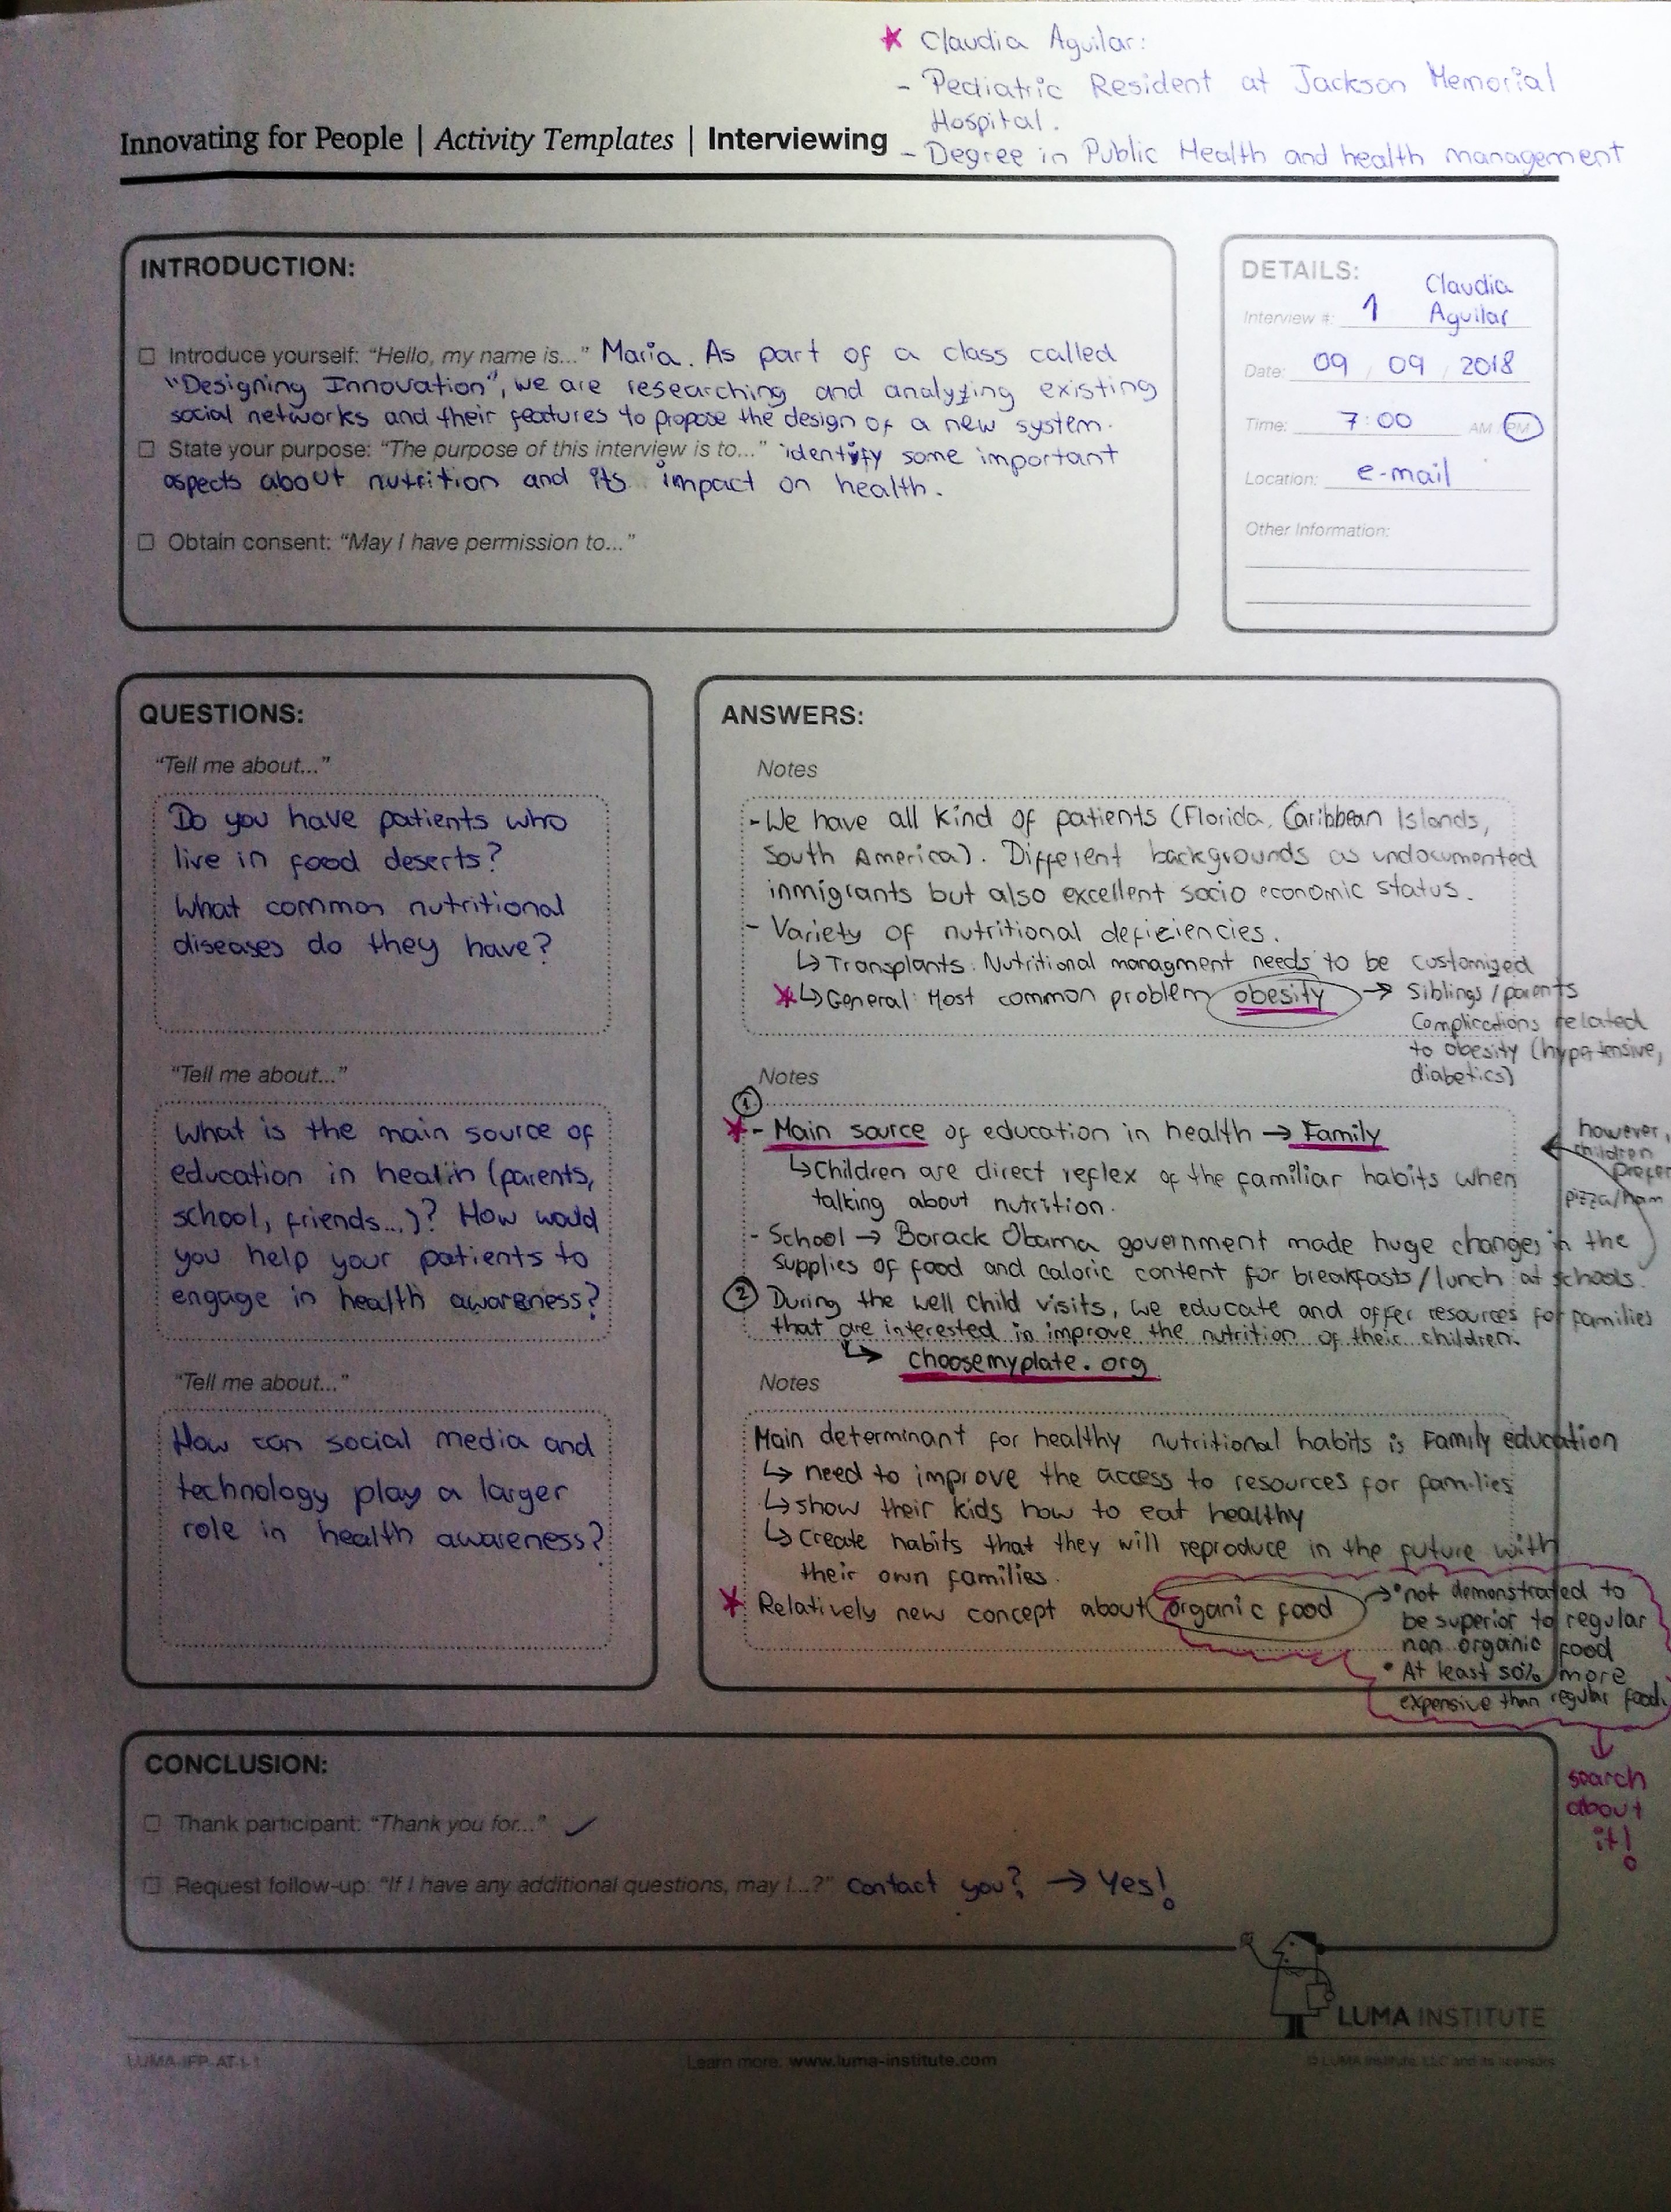 * Claudia Aguilar:
- Pediatric Resident at Jackson Memorial
Hospital.
- Degree in Public Health and health management
Innovating for People | Activity Templates | Interviewing
INTRODUCTION:
Introduce yourself: “Hello, my name is...” Maria. As part of a class called
"Designing Innovation", we are researching and analyzing existing
social networks and their features to propose the design of a new system.
State your purpose: “The purpose of this interview is to...” identify some important
aspects about nutrition and its impact on health.
Obtain consent: “May I have permission to...”
DETAILS:
Claudia
Interview #: 1 Aguilar
Date: 09 / 09 / 2018
Time: 7:00 AM / PM
Location: e-mail
Other Information:
QUESTIONS:
“Tell me about...”
Do you have patients who
live in food deserts?
What common nutritional
diseases do they have?
“Tell me about...”
What is the main source of
education in health (parents,
school, friends...)? How would
you help your patients to
engage in health awareness?
“Tell me about...”
How can social media and
technology play a larger
role in health awareness?
ANSWERS:
Notes
- We have all kind of patients (Florida, Caribbean Islands,
South America). Different backgrounds as undocumented
inmigrants but also excellent socio economic status.
- Variety of nutritional deficiencies.
↳ Transplants: Nutritional managment needs to be customized
* ↳ General: Most common problem obesity → Siblings / parents
Complications related
to obesity (hypertensive,
diabetics)
Notes
①
* - Main source of education in health → Family
↳ Children are direct reflex of the familiar habits when
talking about nutrition.
- School → Barack Obama government made huge changes in the
supplies of food and caloric content for breakfasts/lunch at schools.
however,
children
prefer
pizza/ham
② During the well child visits, we educate and offer resources for families
that are interested in improve the nutrition of their children.
↳ choosemyplate.org
Notes
Main determinant for healthy nutritional habits is Family education
↳ need to improve the access to resources for families
↳ show their kids how to eat healthy
↳ create habits that they will reproduce in the future with
their own families.
* Relatively new concept about organic food → • not demonstrated to
be superior to regular
non organic food
• At least 50% more
expensive than regular food.
↓
search
about
it!
CONCLUSION:
Thank participant: “Thank you for...” ✓
Request follow-up: “If I have any additional questions, may I...?” Contact you? → Yes!
LUMA INSTITUTE
LUMA-IFP-AT-I-1
Learn more: www.luma-institute.com
© LUMA Institute, LLC and its licensors